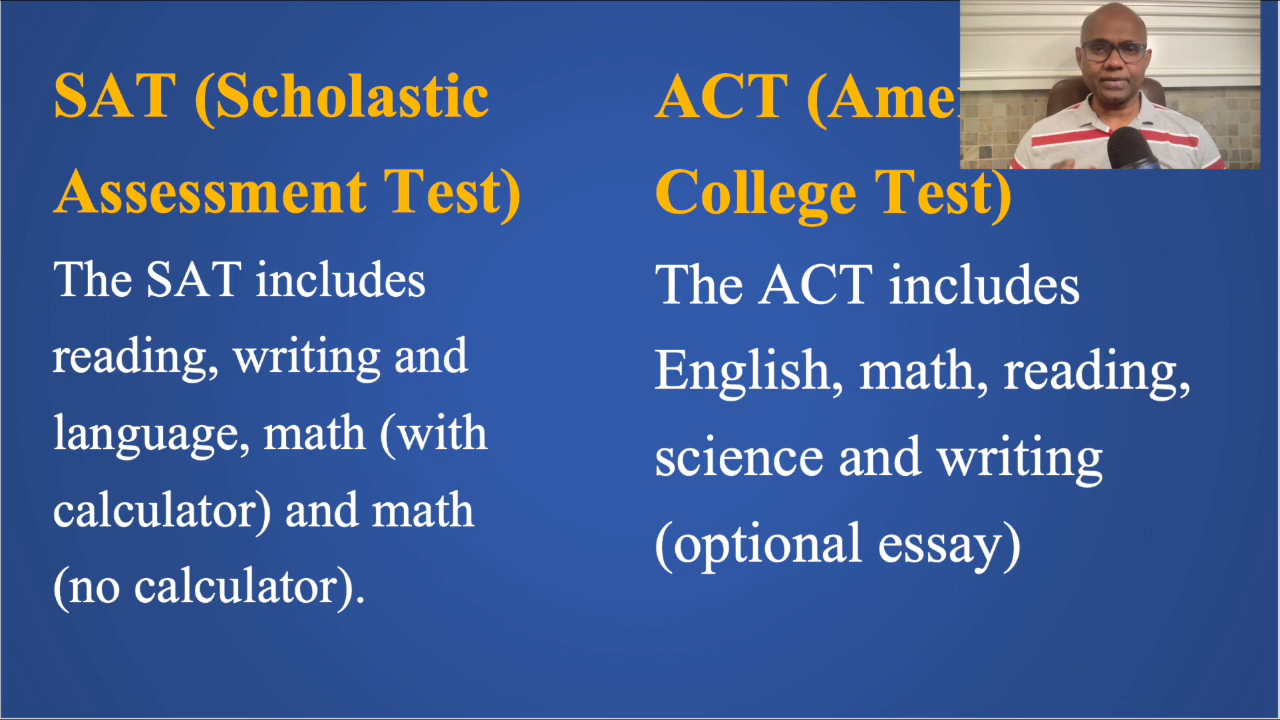 SAT (Scholastic
Assessment Test)
The SAT includes
reading, writing and
language, math (with
calculator) and math
(no calculator).
ACT (Ame
College Test)
The ACT includes
English, math, reading,
science and writing
(optional essay)